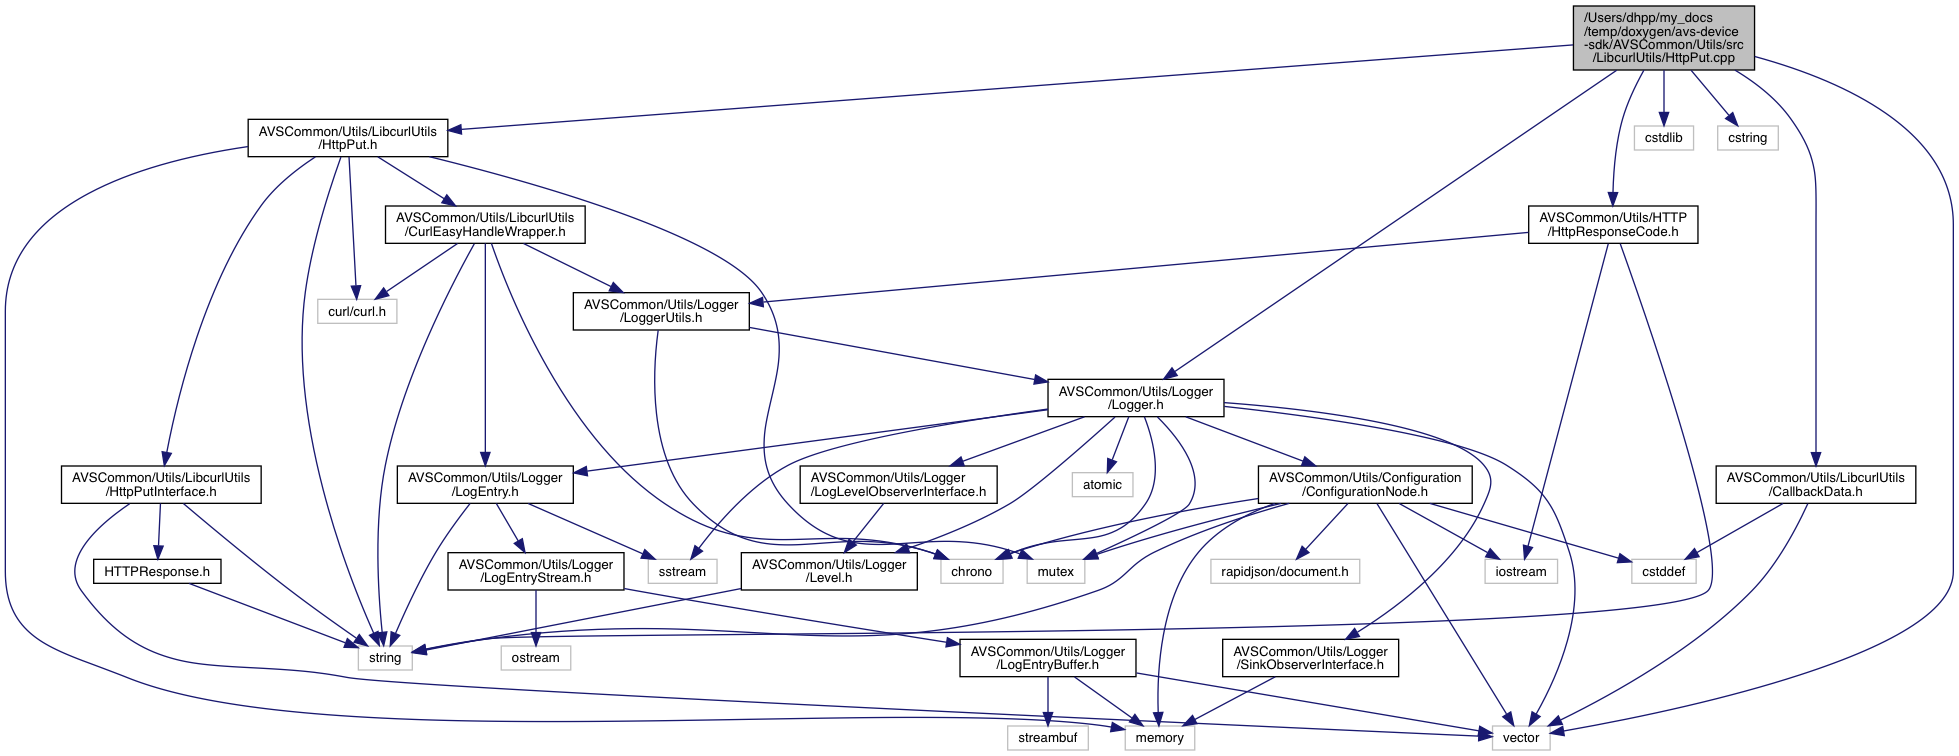 /Users/dhpp/my_docs
/temp/doxygen/avs-device
-sdk/AVSCommon/Utils/src
/LibcurlUtils/HttpPut.cpp
AVSCommon/Utils/LibcurlUtils
/HttpPut.h
cstdlib
cstring
AVSCommon/Utils/LibcurlUtils
/CurlEasyHandleWrapper.h
AVSCommon/Utils/HTTP
/HttpResponseCode.h
curl/curl.h
AVSCommon/Utils/Logger
/LoggerUtils.h
AVSCommon/Utils/Logger
/Logger.h
AVSCommon/Utils/LibcurlUtils
/HttpPutInterface.h
AVSCommon/Utils/Logger
/LogEntry.h
AVSCommon/Utils/Logger
/LogLevelObserverInterface.h
atomic
AVSCommon/Utils/Configuration
/ConfigurationNode.h
AVSCommon/Utils/LibcurlUtils
/CallbackData.h
HTTPResponse.h
AVSCommon/Utils/Logger
/LogEntryStream.h
sstream
AVSCommon/Utils/Logger
/Level.h
chrono
mutex
rapidjson/document.h
iostream
cstddef
string
ostream
AVSCommon/Utils/Logger
/LogEntryBuffer.h
AVSCommon/Utils/Logger
/SinkObserverInterface.h
streambuf
memory
vector